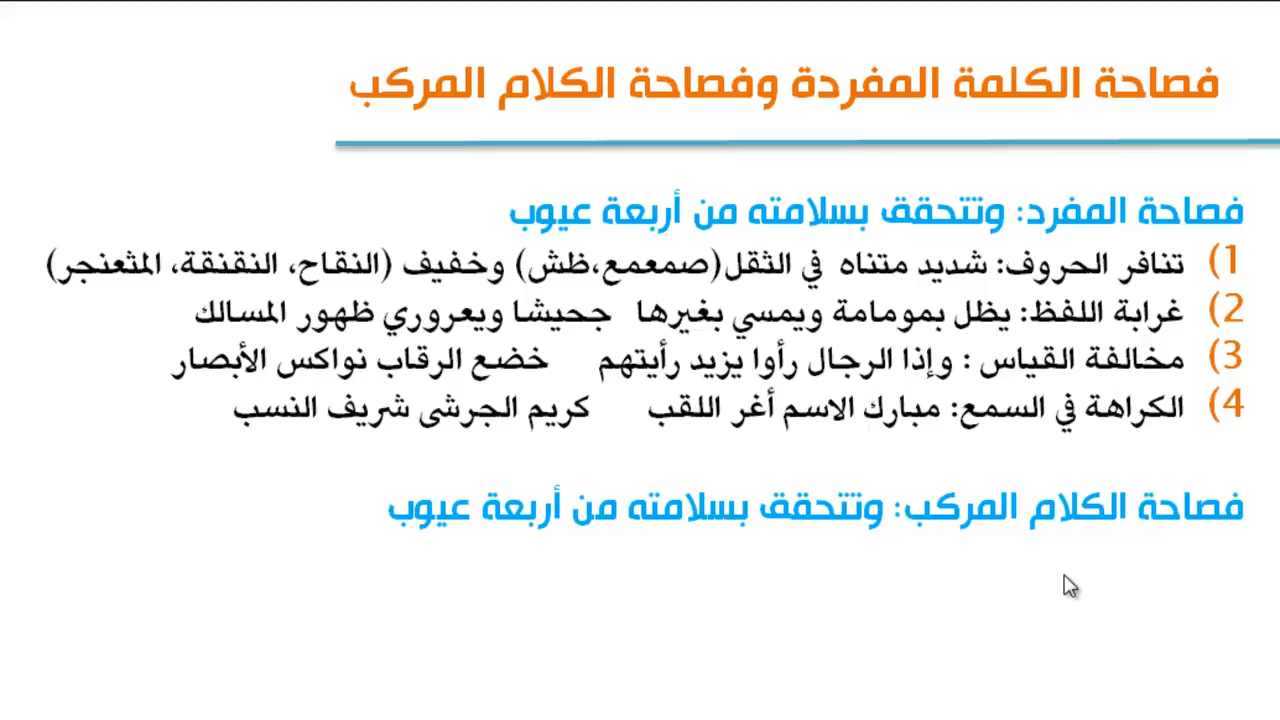 فصاحة الكلمة المفردة وفصاحة الكلام المركب
فصاحة المفرد: وتتحقق بسلامته من أربعة عيوب
1) تنافر الحروف: شديد متناه في الثقل(صمعمع،ظش) وخفيف (النقاح، النقنقة، المثعنجر)
2) غرابة اللفظ: يظل بمومامة ويمسي بغيرها جحيشا ويعروري ظهور المسالك
3) مخالفة القياس : وإذا الرجال رأوا يزيد رأيتهم خضع الرقاب نواكس الأبصار
4) الكراهة في السمع: مبارك الاسم أغر اللقب كريم الجرشى شريف النسب
فصاحة الكلام المركب: وتتحقق بسلامته من أربعة عيوب